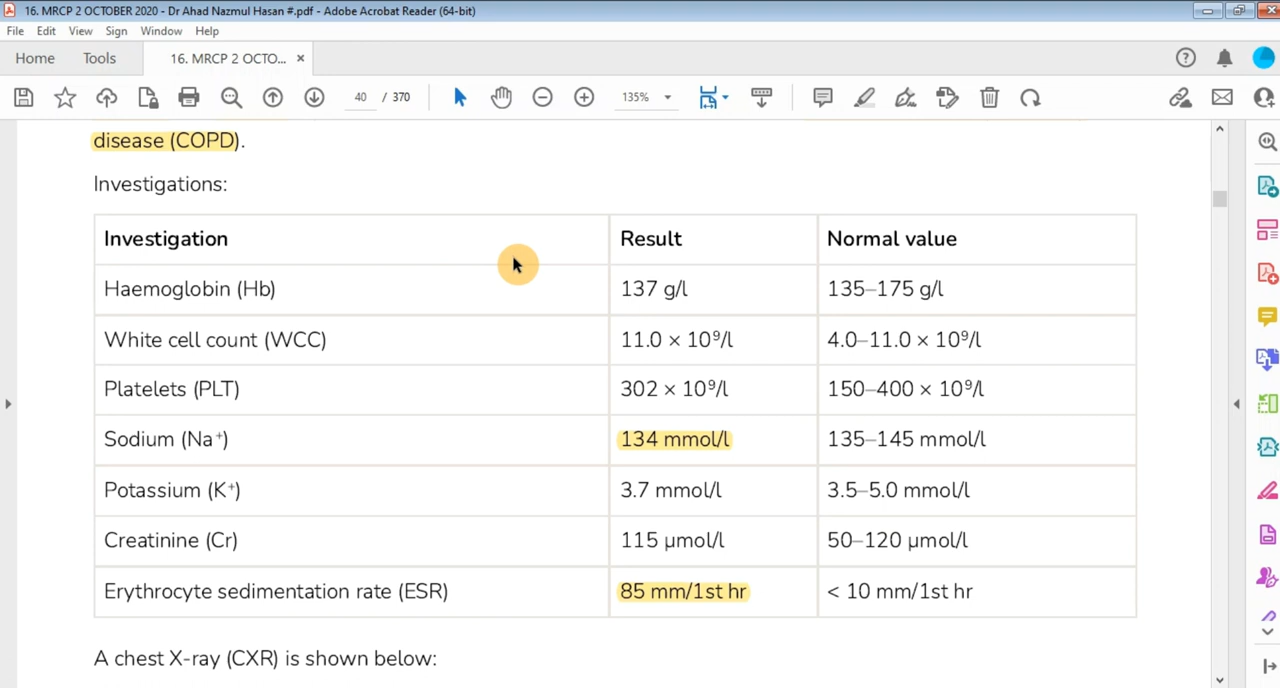 16. MRCP 2 OCTOBER 2020 - Dr Ahad Nazmul Hasan #.pdf - Adobe Acrobat Reader (64-bit)
File Edit View Sign Window Help
Home Tools 16. MRCP 2 OCTO... ×
40 / 370 135%
disease (COPD).
Investigations:
Investigation Result Normal value
Haemoglobin (Hb) 137 g/l 135–175 g/l
White cell count (WCC) 11.0 × 10⁹/l 4.0–11.0 × 10⁹/l
Platelets (PLT) 302 × 10⁹/l 150–400 × 10⁹/l
Sodium (Na⁺) 134 mmol/l 135–145 mmol/l
Potassium (K⁺) 3.7 mmol/l 3.5–5.0 mmol/l
Creatinine (Cr) 115 µmol/l 50–120 µmol/l
Erythrocyte sedimentation rate (ESR) 85 mm/1st hr < 10 mm/1st hr
A chest X-ray (CXR) is shown below: